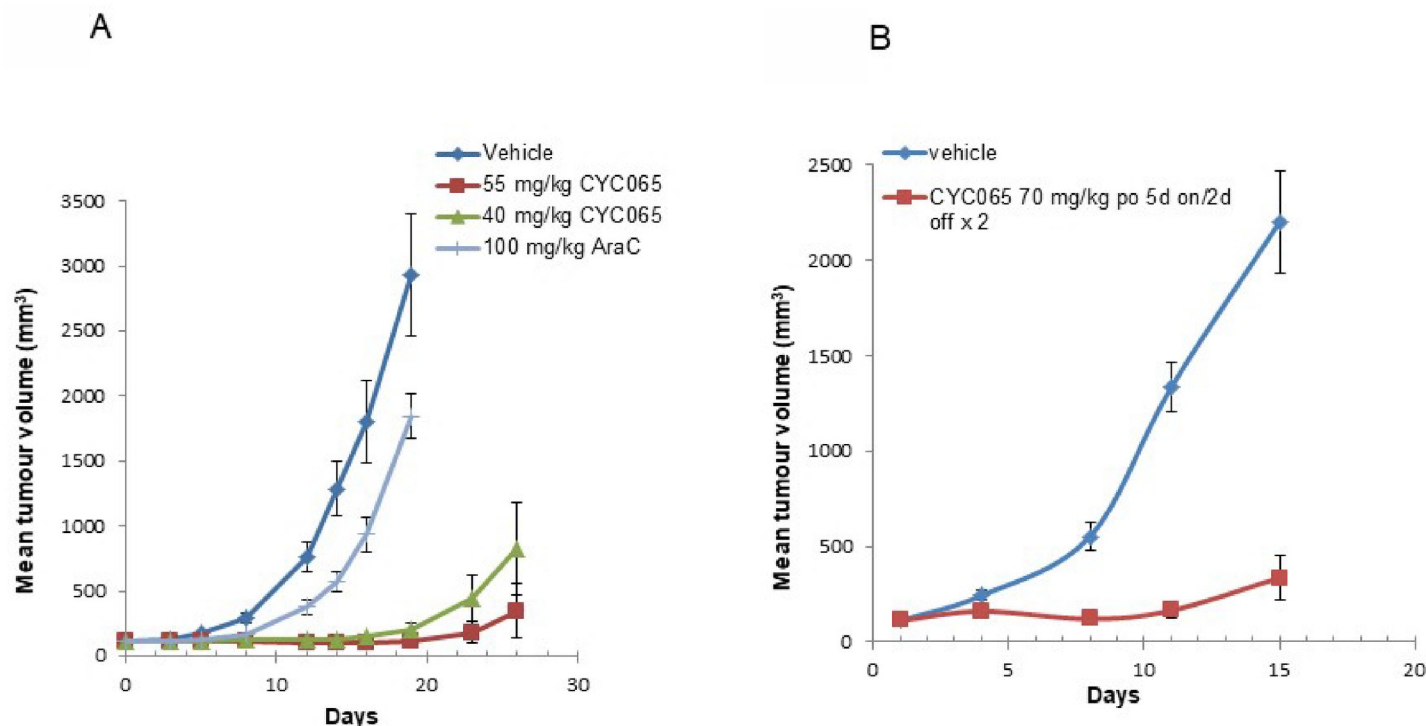 A
Vehicle
55 mg/kg CYC065
40 mg/kg CYC065
100 mg/kg AraC
3500
3000
2500
2000
1500
1000
500
0
0
10
20
30
Mean tumour volume (mm³)
Days
B
vehicle
CYC065 70 mg/kg po 5d on/2d
off x 2
2500
2000
1500
1000
500
0
0
5
10
15
20
Mean tumour volume (mm³)
Days